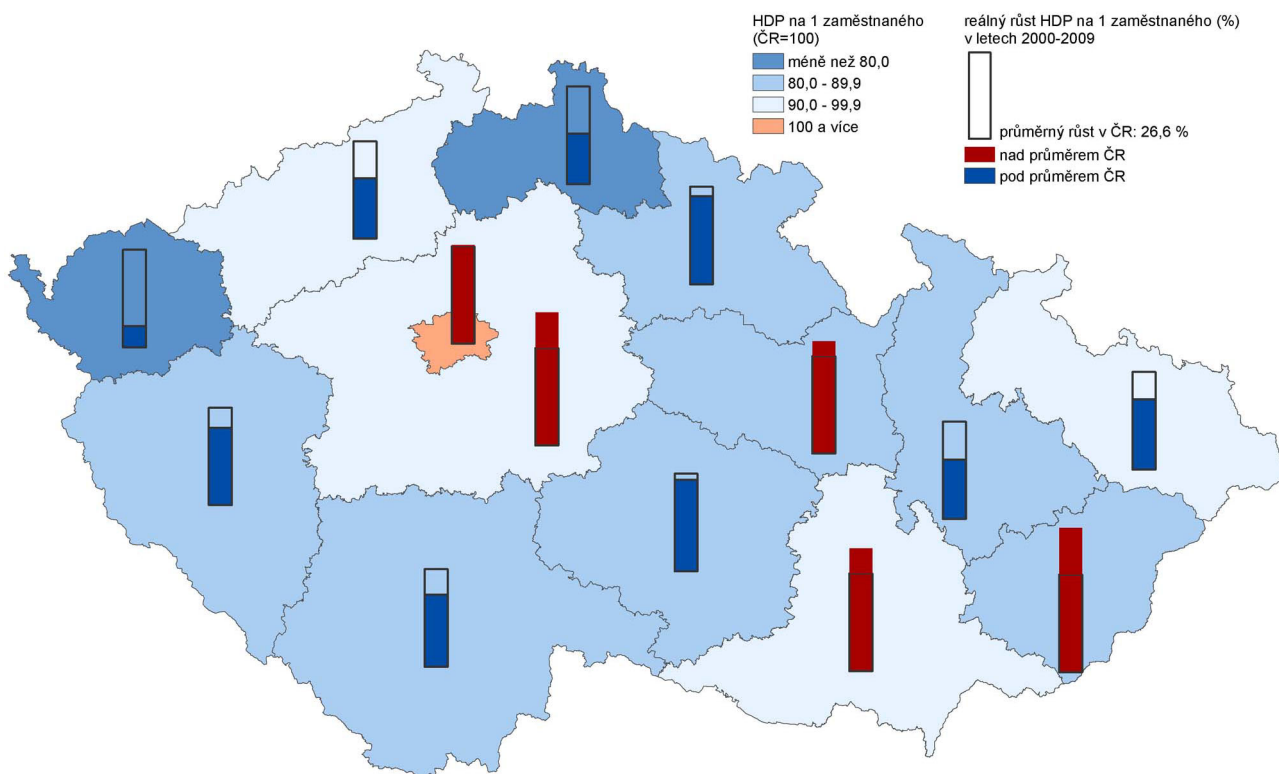 HDP na 1 zaměstnaného
(ČR=100)
méně než 80,0
80,0 - 89,9
90,0 - 99,9
100 a více
reálný růst HDP na 1 zaměstnaného (%)
v letech 2000-2009
průměrný růst v ČR: 26,6 %
nad průměrem ČR
pod průměrem ČR